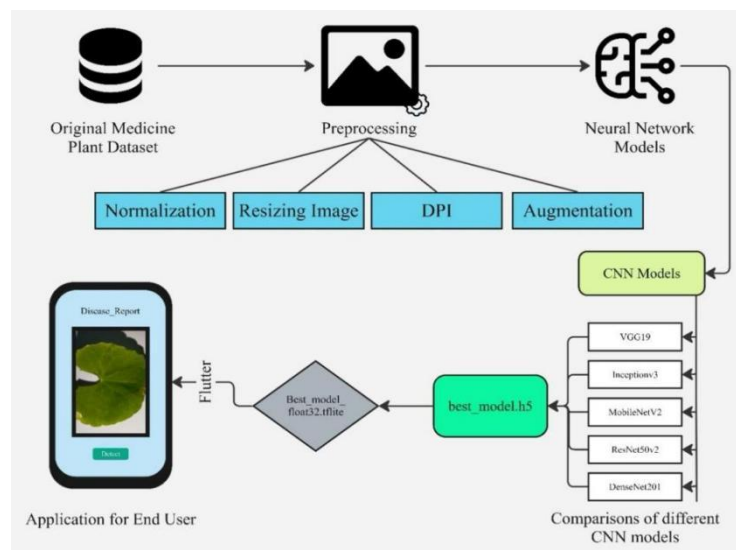 Original Medicine
Plant Dataset
Preprocessing
Neural Network
Models
Normalization
Resizing Image
DPI
Augmentation
CNN Models
VGG19
Inceptionv3
MobileNetV2
ResNet50v2
DenseNet201
Comparisons of different
CNN models
best_model.h5
Best_model_
float32.tflite
Flutter
Disease_Report
Detect
Application for End User